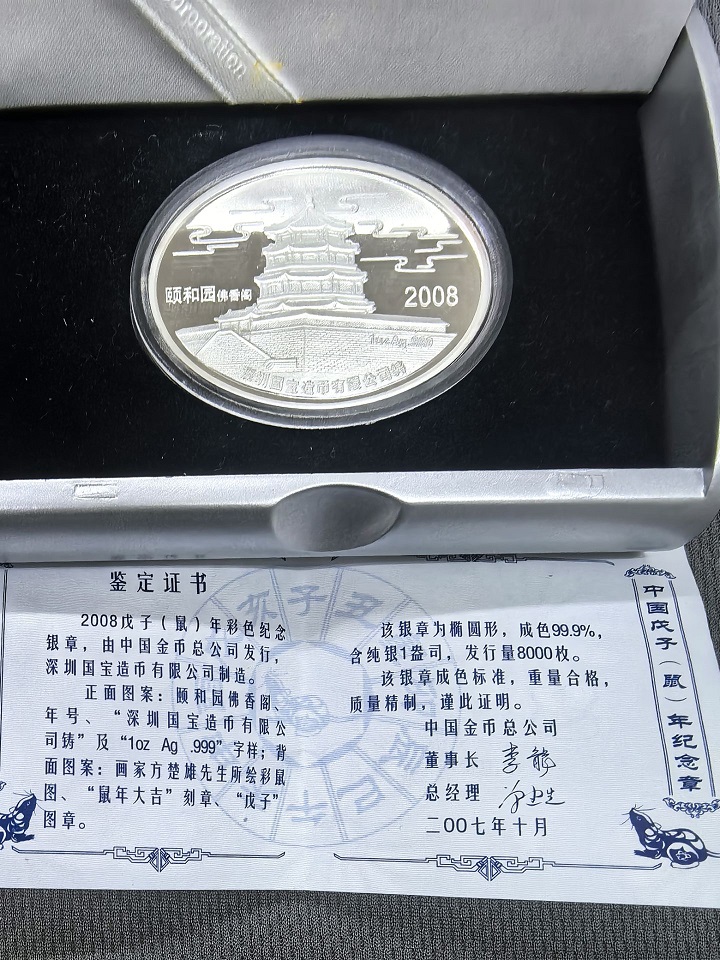 Corporation
颐和园佛香阁
2008
1oz Ag .999
深圳国宝造币有限公司铸
鉴定证书
2008戊子(鼠)年彩色纪念
银章,由中国金币总公司发行,
深圳国宝造币有限公司制造。
正面图案:颐和园佛香阁、
年号、“深圳国宝造币有限公
司铸”及“1oz Ag .999”字样;背
面图案:画家方楚雄先生所绘彩鼠
图、“鼠年大吉”刻章、“戊子”
图章。
该银章为椭圆形,成色99.9%,
含纯银1盎司,发行量8000枚。
该银章成色标准,重量合格,
质量精制,谨此证明。
中国金币总公司
董事长
总经理
二〇〇七年十月
中国戊子(鼠)年纪念章
亥子丑